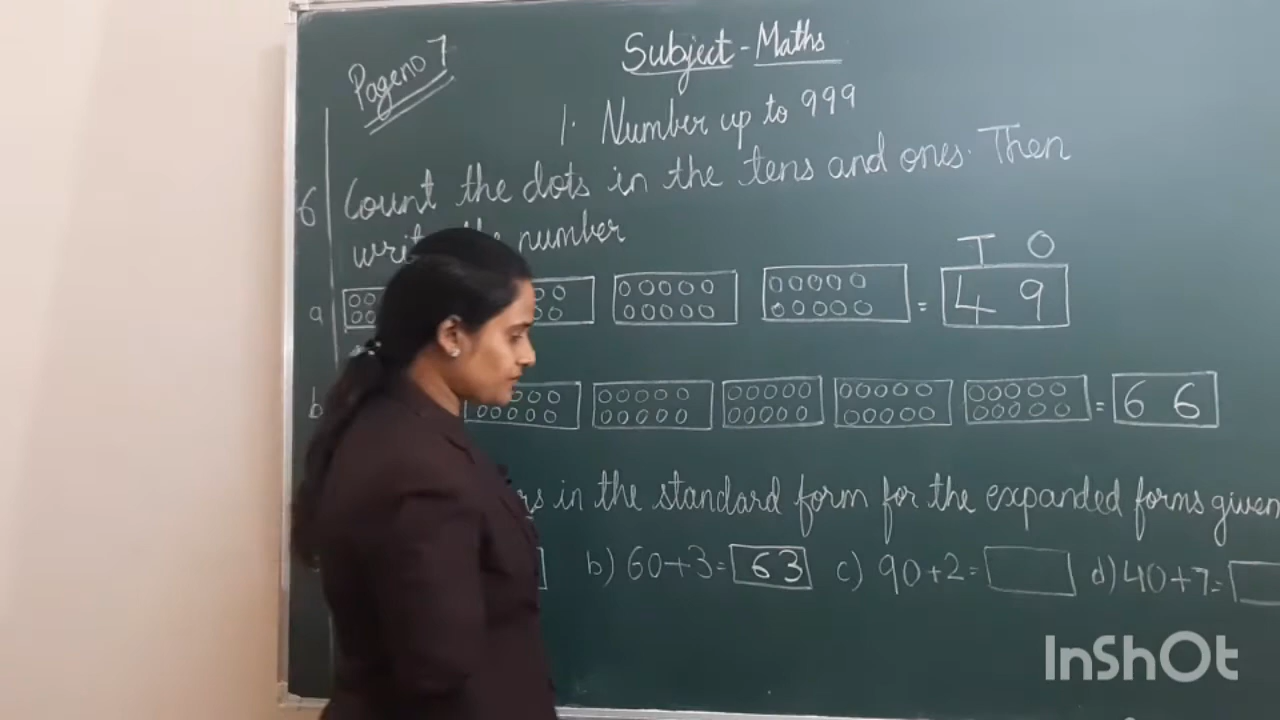 Page no 7
Subject - Maths
1. Number up to 999
6 Count the dots in the tens and ones. Then
the number
T O
a = 4 9
b = 6 6
in the standard form for the expanded forms given
b) 60+3= 63 c) 90+2= d) 40+7=
InShOt